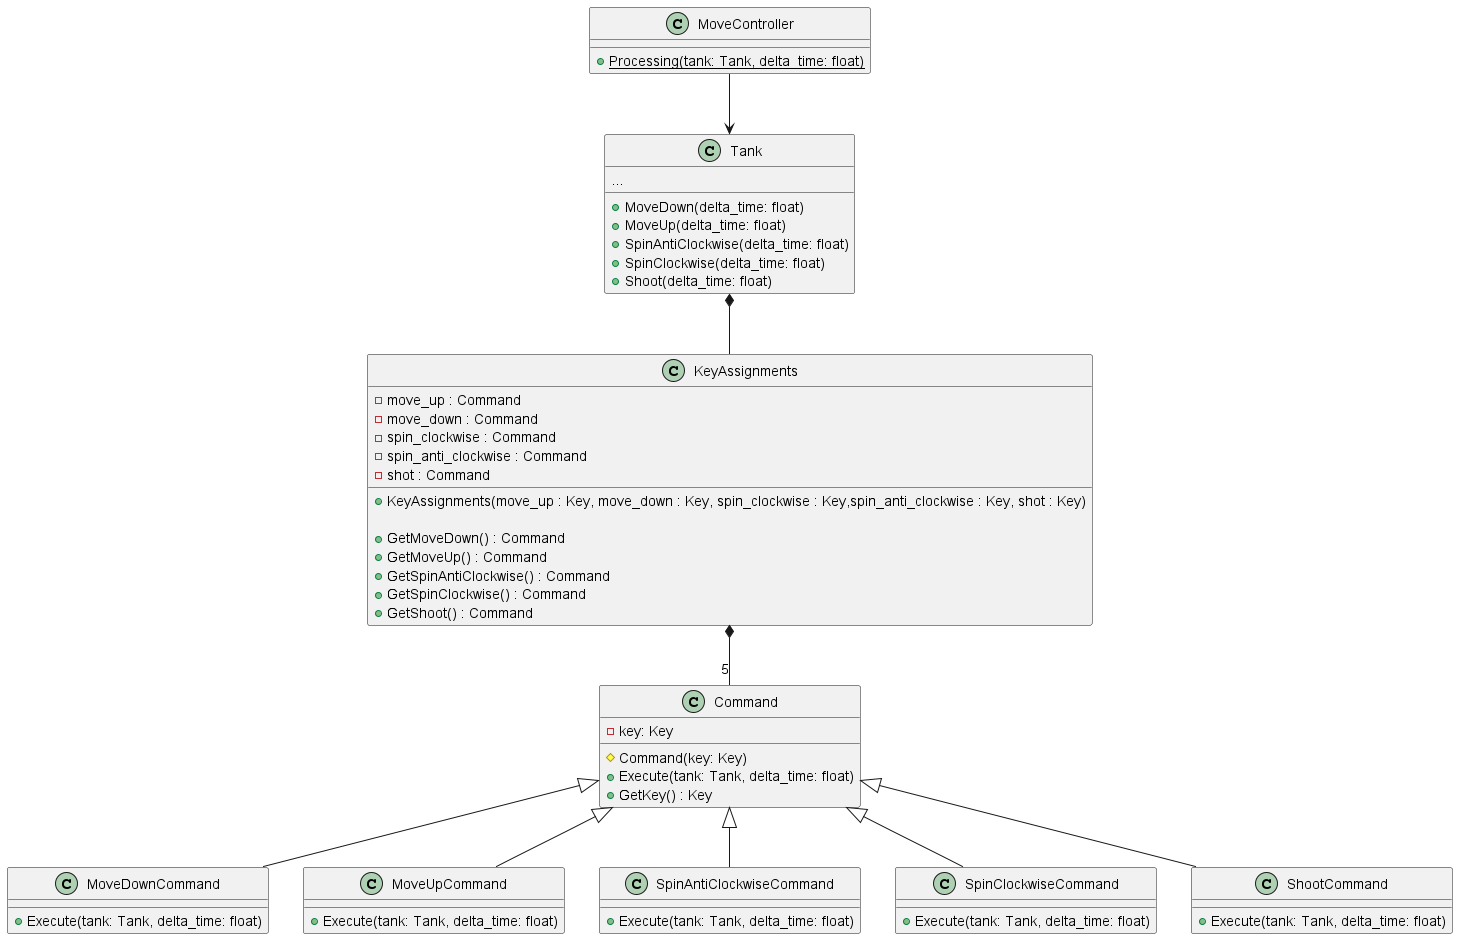 C MoveController
Processing(tank: Tank, delta_time: float)
C Tank
...
MoveDown(delta_time: float)
MoveUp(delta_time: float)
SpinAntiClockwise(delta_time: float)
SpinClockwise(delta_time: float)
Shoot(delta_time: float)
C KeyAssignments
move_up : Command
move_down : Command
spin_clockwise : Command
spin_anti_clockwise : Command
shot : Command
KeyAssignments(move_up : Key, move_down : Key, spin_clockwise : Key,spin_anti_clockwise : Key, shot : Key)
GetMoveDown() : Command
GetMoveUp() : Command
GetSpinAntiClockwise() : Command
GetSpinClockwise() : Command
GetShoot() : Command
5
C Command
key: Key
Command(key: Key)
Execute(tank: Tank, delta_time: float)
GetKey() : Key
C MoveDownCommand
Execute(tank: Tank, delta_time: float)
C MoveUpCommand
Execute(tank: Tank, delta_time: float)
C SpinAntiClockwiseCommand
Execute(tank: Tank, delta_time: float)
C SpinClockwiseCommand
Execute(tank: Tank, delta_time: float)
C ShootCommand
Execute(tank: Tank, delta_time: float)